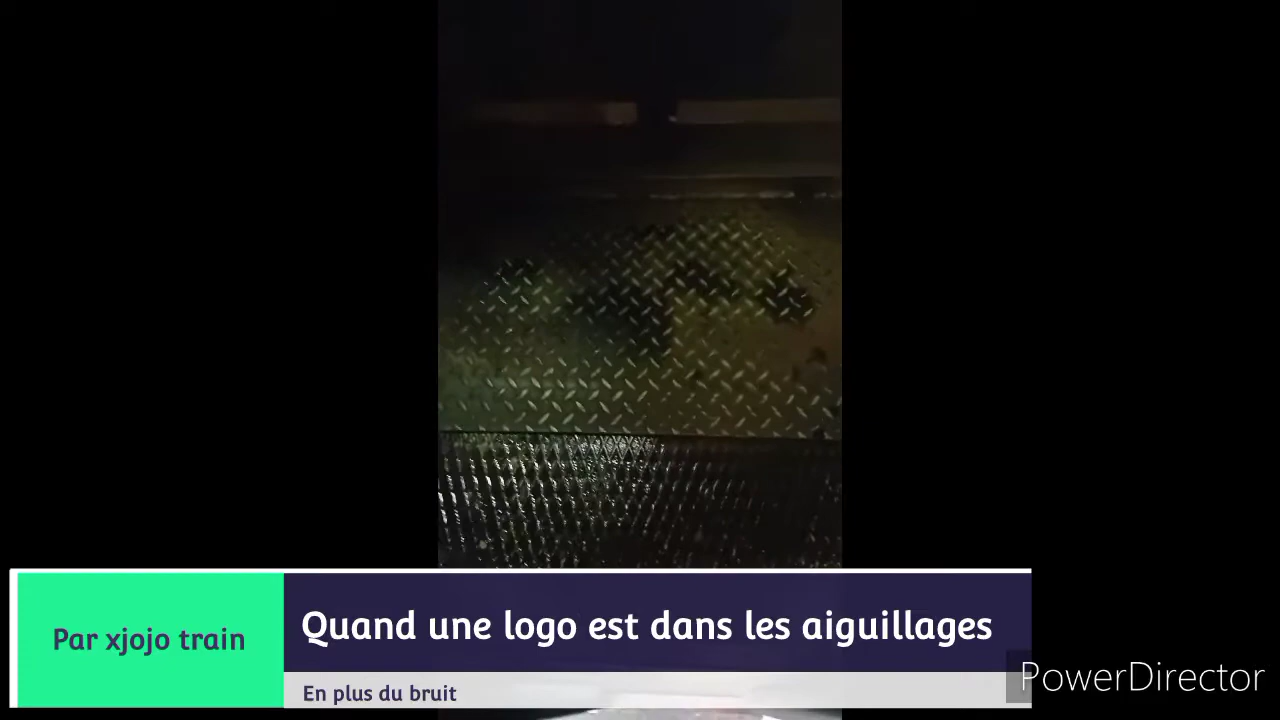 Par xjojo train
Quand une logo est dans les aiguillages
En plus du bruit
PowerDirector